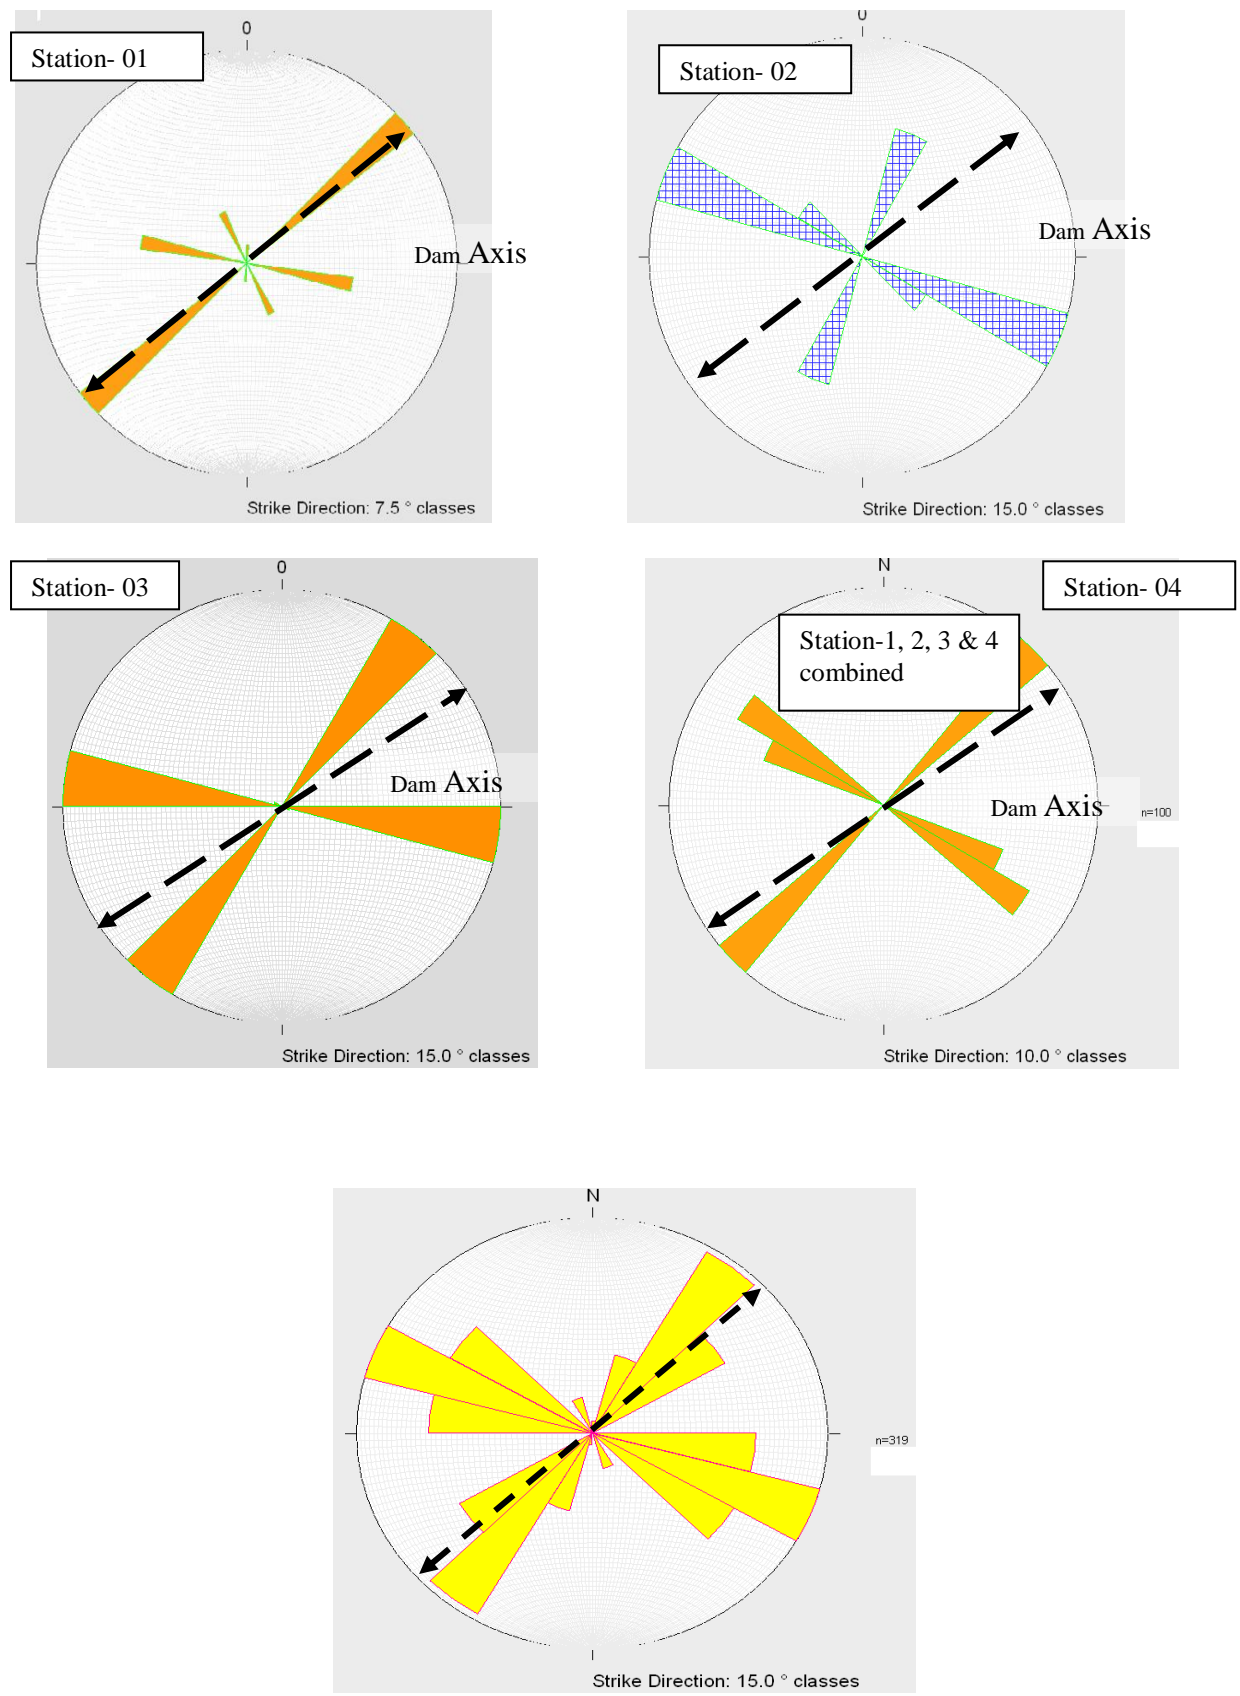 Station- 01
0
Dam Axis
Strike Direction: 7.5 ° classes
Station- 02
0
Dam Axis
Strike Direction: 15.0 ° classes
Station- 03
0
Dam Axis
Strike Direction: 15.0 ° classes
Station- 04
N
Station-1, 2, 3 & 4
combined
Dam Axis
n=100
Strike Direction: 10.0 ° classes
N
n=319
Strike Direction: 15.0 ° classes